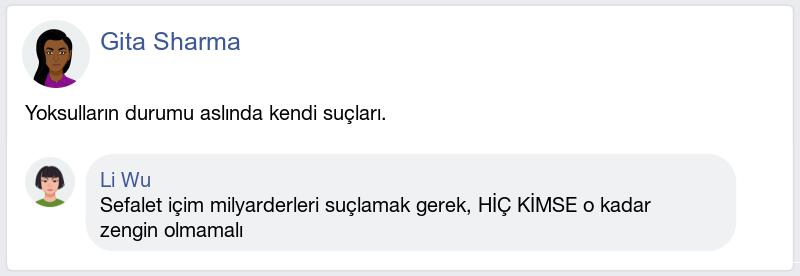 Gita Sharma
Yoksulların durumu aslında kendi suçları.
Li Wu
Sefalet içim milyarderleri suçlamak gerek, HİÇ KİMSE o kadar
zengin olmamalı